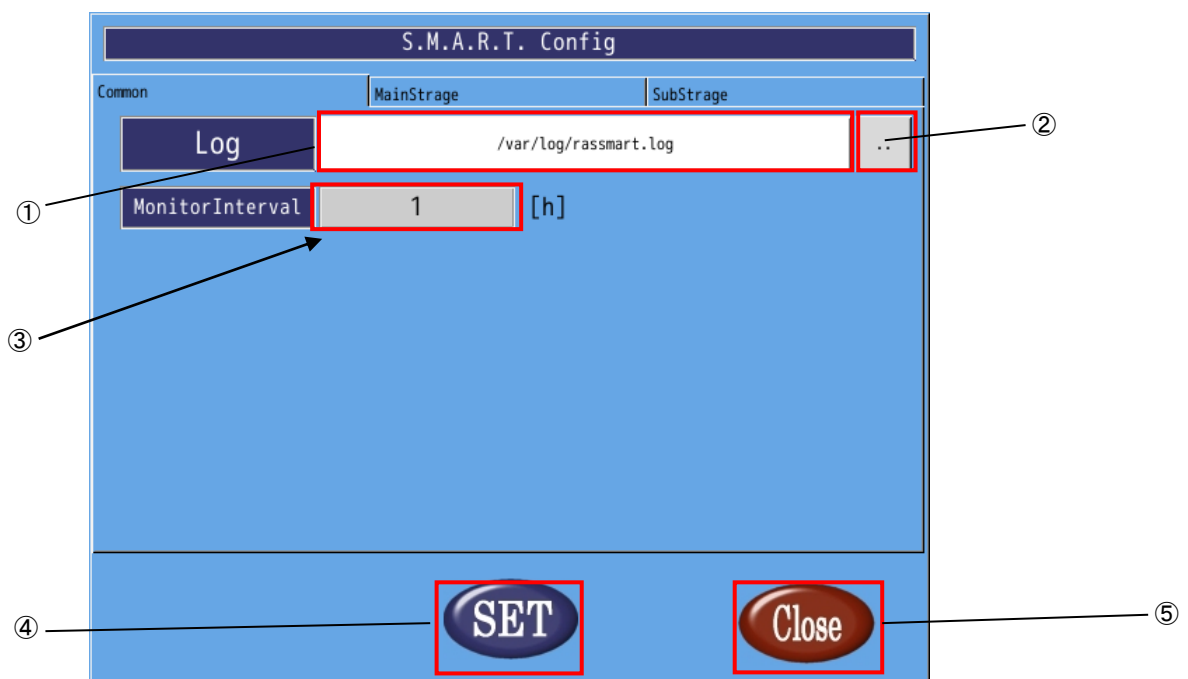 S.M.A.R.T. Config
Common MainStrage SubStrage
Log /var/log/rassmart.log .. ②
① MonitorInterval 1 [h]
③
④ SET Close ⑤